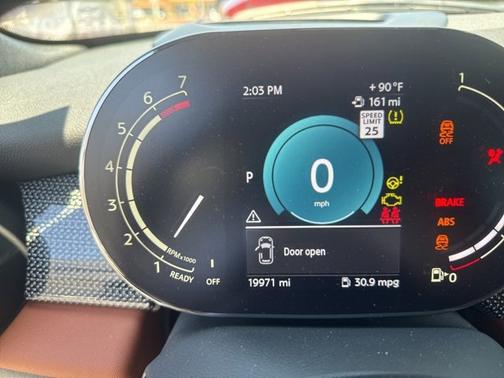 7
6
5
4
3
2
1
RPM x1000
READY
OFF
2:03 PM
+ 90°F
161 mi
SPEED
LIMIT
25
P
0
mph
Door open
19971 mi
30.9 mpg
1
OFF
BRAKE
ABS
0